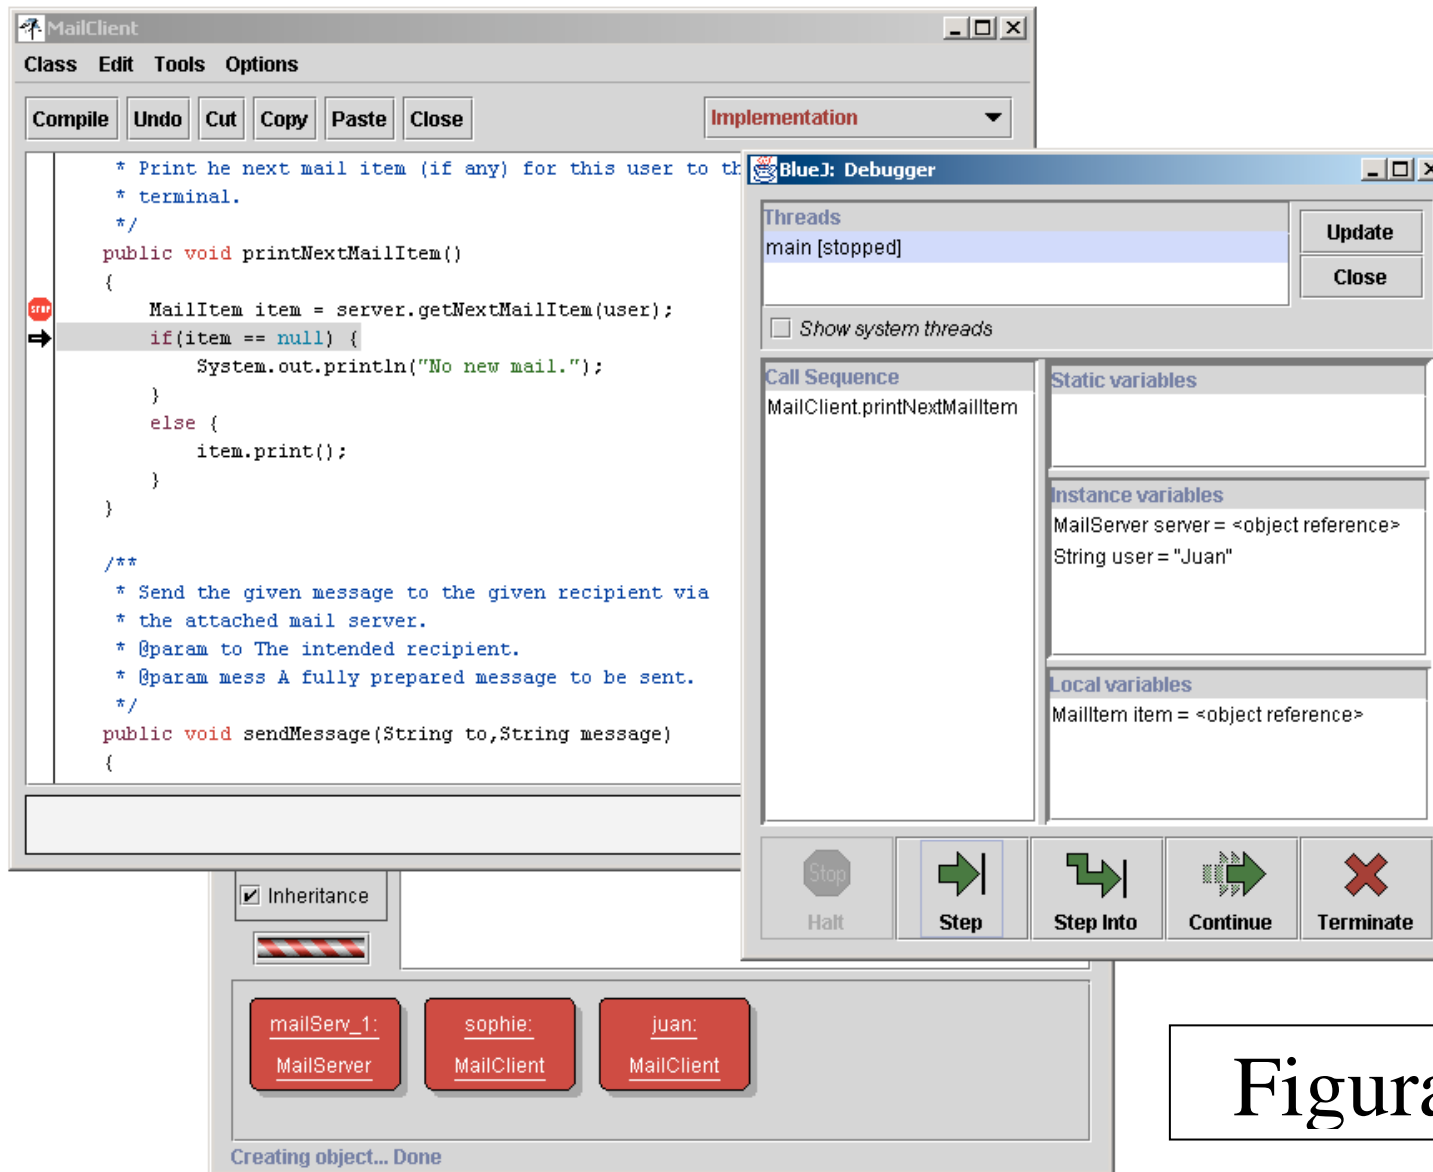 MailClient
Class Edit Tools Options
Compile Undo Cut Copy Paste Close Implementation
* Print he next mail item (if any) for this user to th
* terminal.
*/
public void printNextMailItem()
{
STOP
MailItem item = server.getNextMailItem(user);
if(item == null) {
System.out.println("No new mail.");
}
else {
item.print();
}
}
/**
* Send the given message to the given recipient via
* the attached mail server.
* @param to The intended recipient.
* @param mess A fully prepared message to be sent.
*/
public void sendMessage(String to,String message)
{
BlueJ: Debugger
Threads
main [stopped]
Update
Close
Show system threads
Call Sequence
MailClient.printNextMailItem
Static variables
Instance variables
MailServer server = <object reference>
String user = "Juan"
Local variables
MailItem item = <object reference>
Stop
Halt Step Step Into Continue Terminate
Inheritance
mailServ_1:
MailServer
sophie:
MailClient
juan:
MailClient
Creating object... Done
Figura